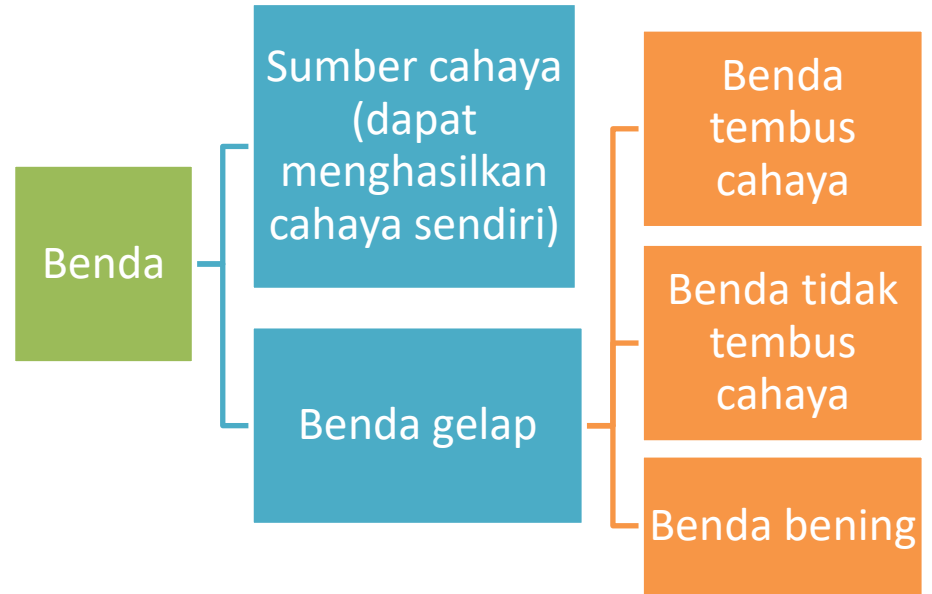 Benda
Sumber cahaya
(dapat
menghasilkan
cahaya sendiri)
Benda gelap
Benda
tembus
cahaya
Benda tidak
tembus
cahaya
Benda bening